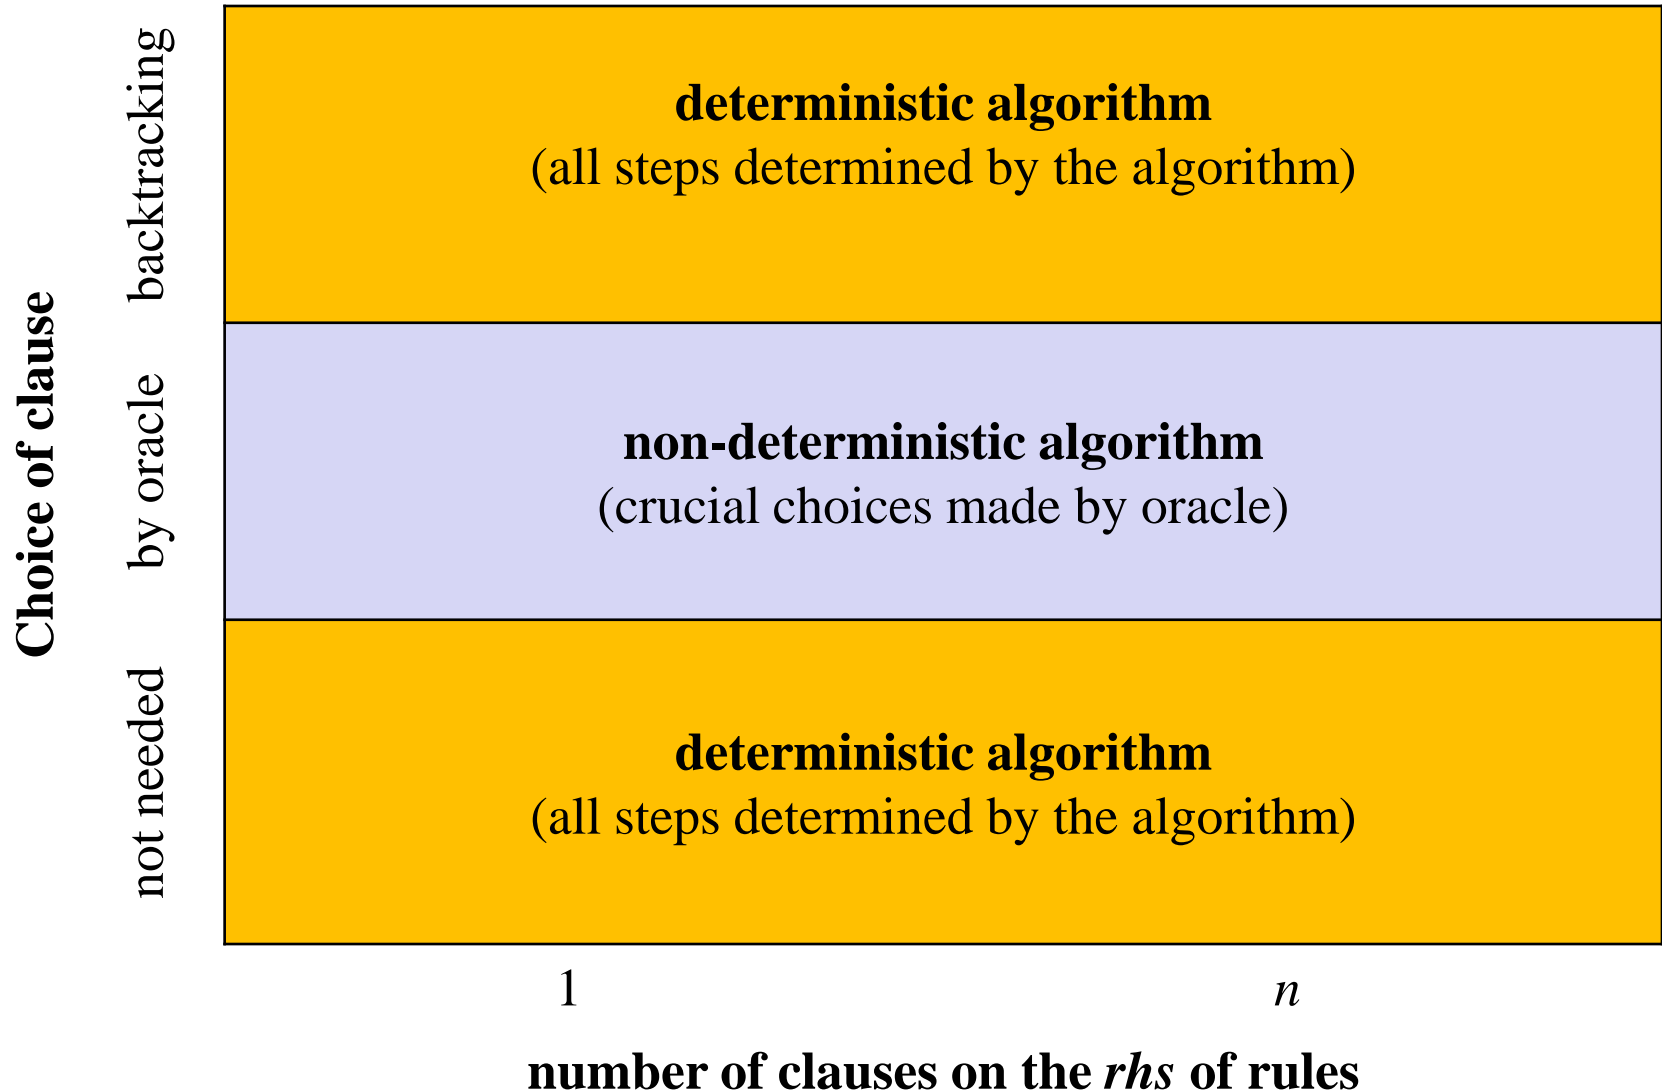 Choice of clause
backtracking
deterministic algorithm
(all steps determined by the algorithm)
by oracle
non-deterministic algorithm
(crucial choices made by oracle)
not needed
deterministic algorithm
(all steps determined by the algorithm)
1
n
number of clauses on the rhs of rules